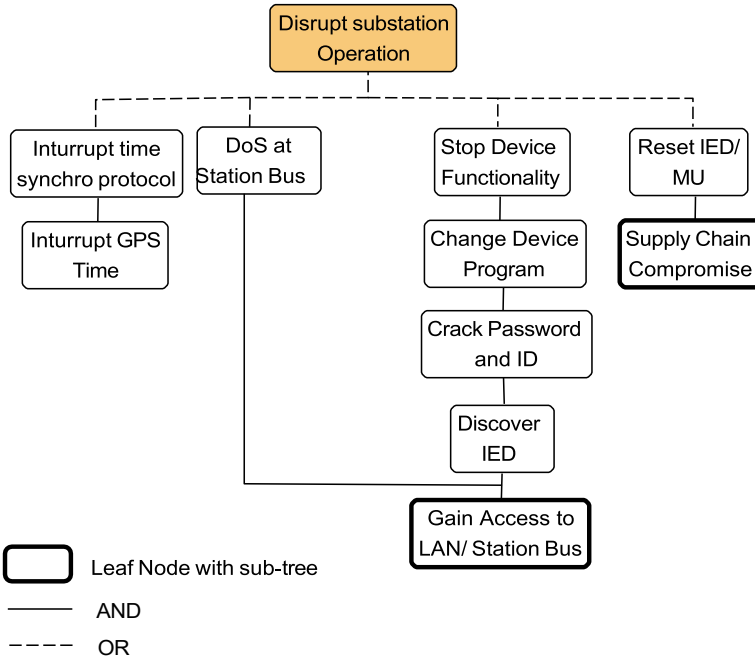 Disrupt substation
Operation
Inturrupt time
synchro protocol
DoS at
Station Bus
Stop Device
Functionality
Reset IED/
MU
Inturrupt GPS
Time
Change Device
Program
Supply Chain
Compromise
Crack Password
and ID
Discover
IED
Gain Access to
LAN/ Station Bus
Leaf Node with sub-tree
AND
OR